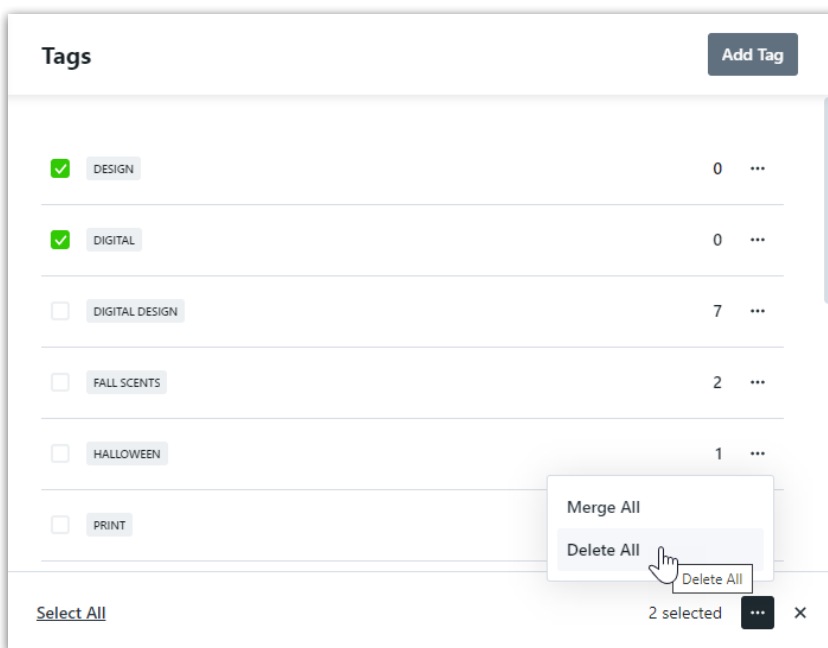 Tags
Add Tag
DESIGN 0 ···
DIGITAL 0 ···
DIGITAL DESIGN 7 ···
FALL SCENTS 2 ···
HALLOWEEN 1 ···
PRINT
Merge All
Delete All
Delete All
Select All 2 selected ··· ×